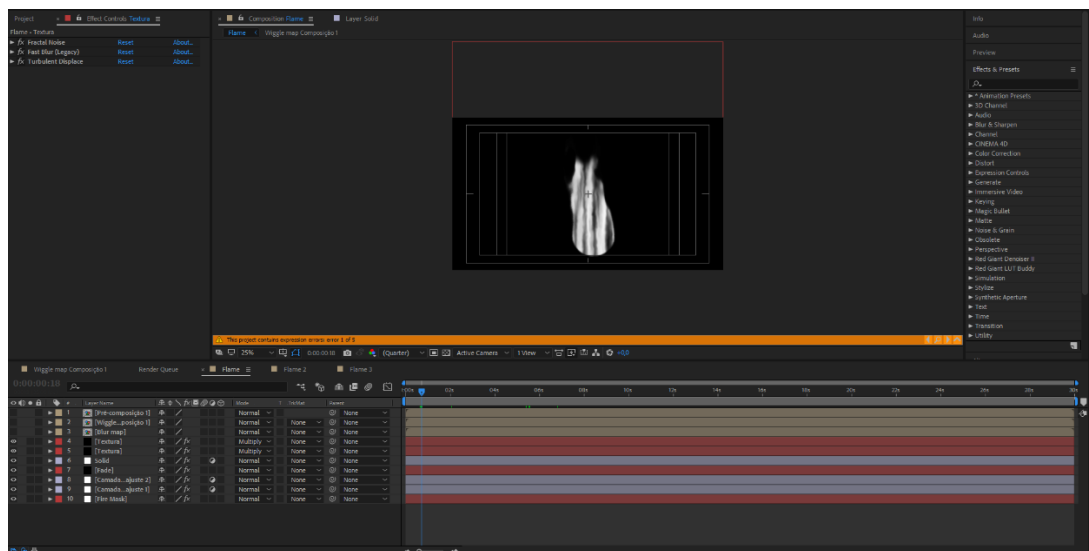 Project
Effect Controls Textura
Flame • Textura
fx Fractal Noise Reset About...
fx Fast Blur (Legacy) Reset About...
fx Turbulent Displace Reset About...
Composition Flame
Layer Solid
Flame
Wiggle map Composição 1
This project contains expression errors: error 1 of 5
25%
0:00:00:18
(Quarter)
Active Camera
1 View
+0,0
Info
Audio
Preview
Effects & Presets
* Animation Presets
3D Channel
Audio
Blur & Sharpen
Channel
CINEMA 4D
Color Correction
Distort
Expression Controls
Generate
Immersive Video
Keying
Magic Bullet
Matte
Noise & Grain
Obsolete
Perspective
Red Giant Denoiser II
Red Giant LUT Buddy
Simulation
Stylize
Synthetic Aperture
Text
Time
Transition
Utility
Wiggle map Composição 1
Render Queue
Flame
Flame 2
Flame 3
0:00:00:18
# Layer Name Mode T TrkMat Parent
02s 04s 06s 08s 10s 12s 14s 16s 18s 20s 22s 24s 26s 28s 30s
1 [Pré-composição 1] Normal None
2 [Wiggle...posição 1] Normal None None
3 [Blur map] Normal None None
4 [Textura] Multiply None None
5 [Textura] Multiply None None
6 Solid Normal None None
7 [Fade] Normal None None
8 [Camada...ajuste 2] Normal None None
9 [Camada...ajuste 1] Normal None None
10 [Fire Mask] Normal None None